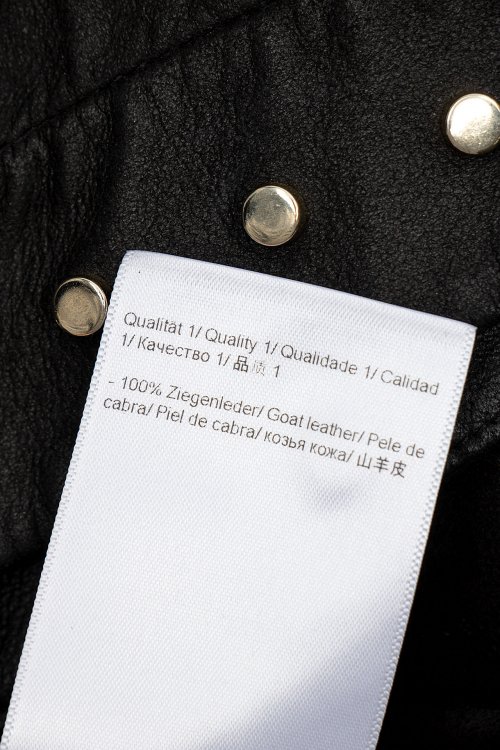 Qualität 1/ Quality 1/ Qualidade 1/ Calidad
1/ Качество 1/ 品质 1
- 100% Ziegenleder/ Goat leather/ Pele de
cabra/ Piel de cabra/ козья кожа/ 山羊皮